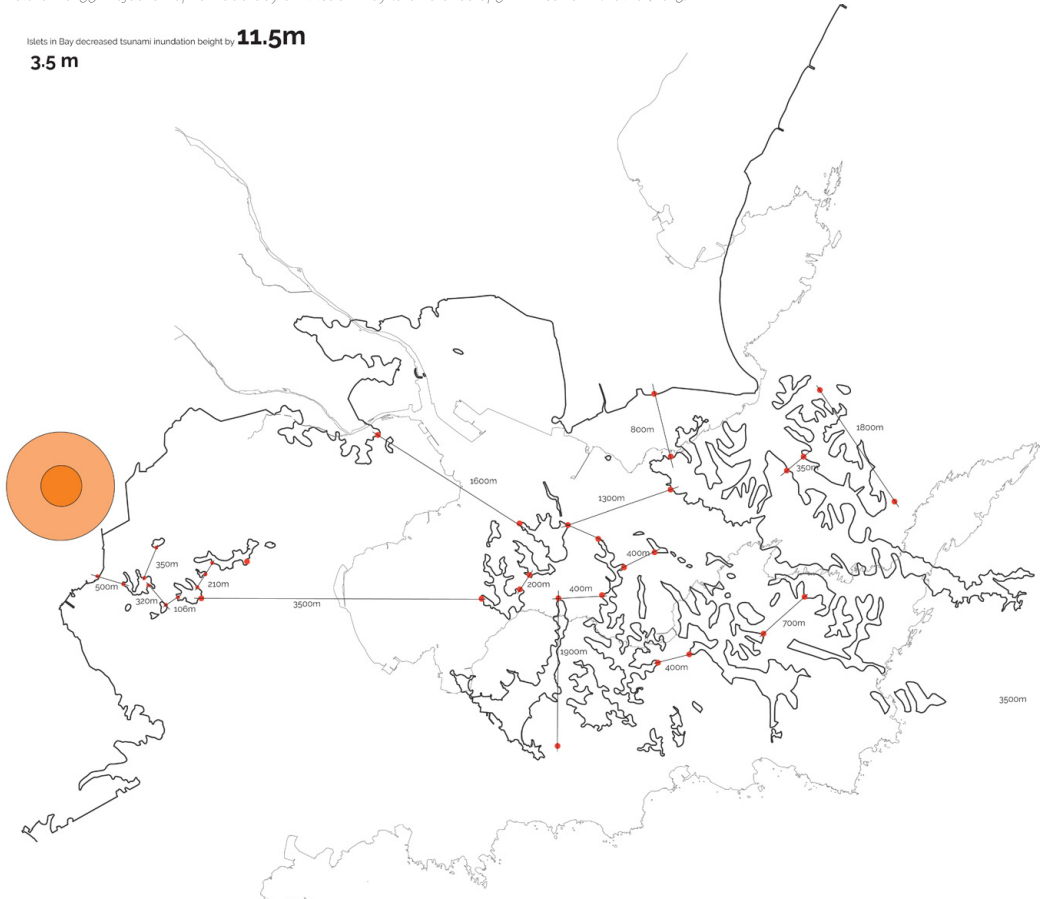 Islets in Bay decreased tsunami inundation beight by 11.5m
3.5 m
800m
1800m
350m
1600m
1300m
400m
350m
500m
210m
200m
400m
320m
106m
3500m
700m
1900m
400m
3500m